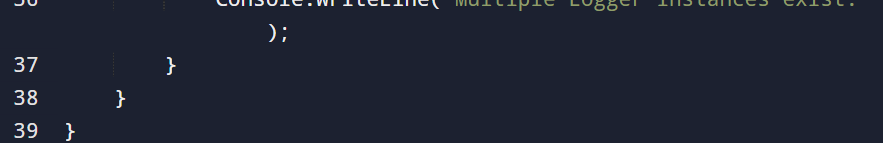 36 Console.WriteLine("Multiple Logger instances exist."
);
37 }
38 }
39 }